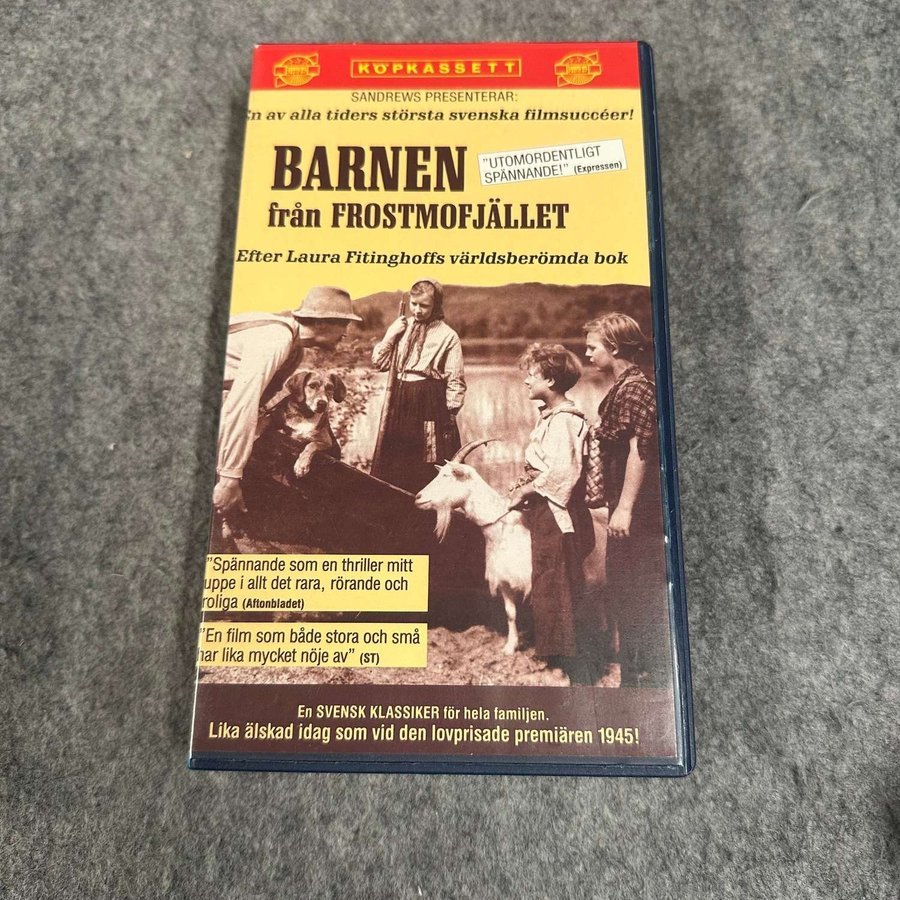 KÖPKASSETT
SANDREWS PRESENTERAR:
En av alla tiders största svenska filmsuccéer!
BARNEN
från FROSTMOFJÄLLET
"UTOMORDENTLIGT
SPÄNNANDE!" (Expressen)
Efter Laura Fitinghoffs världsberömda bok
"Spännande som en thriller mitt
uppe i allt det rara, rörande och
roliga (Aftonbladet)
"En film som både stora och små
har lika mycket nöje av" (ST)
En SVENSK KLASSIKER för hela familjen.
Lika älskad idag som vid den lovprisade premiären 1945!